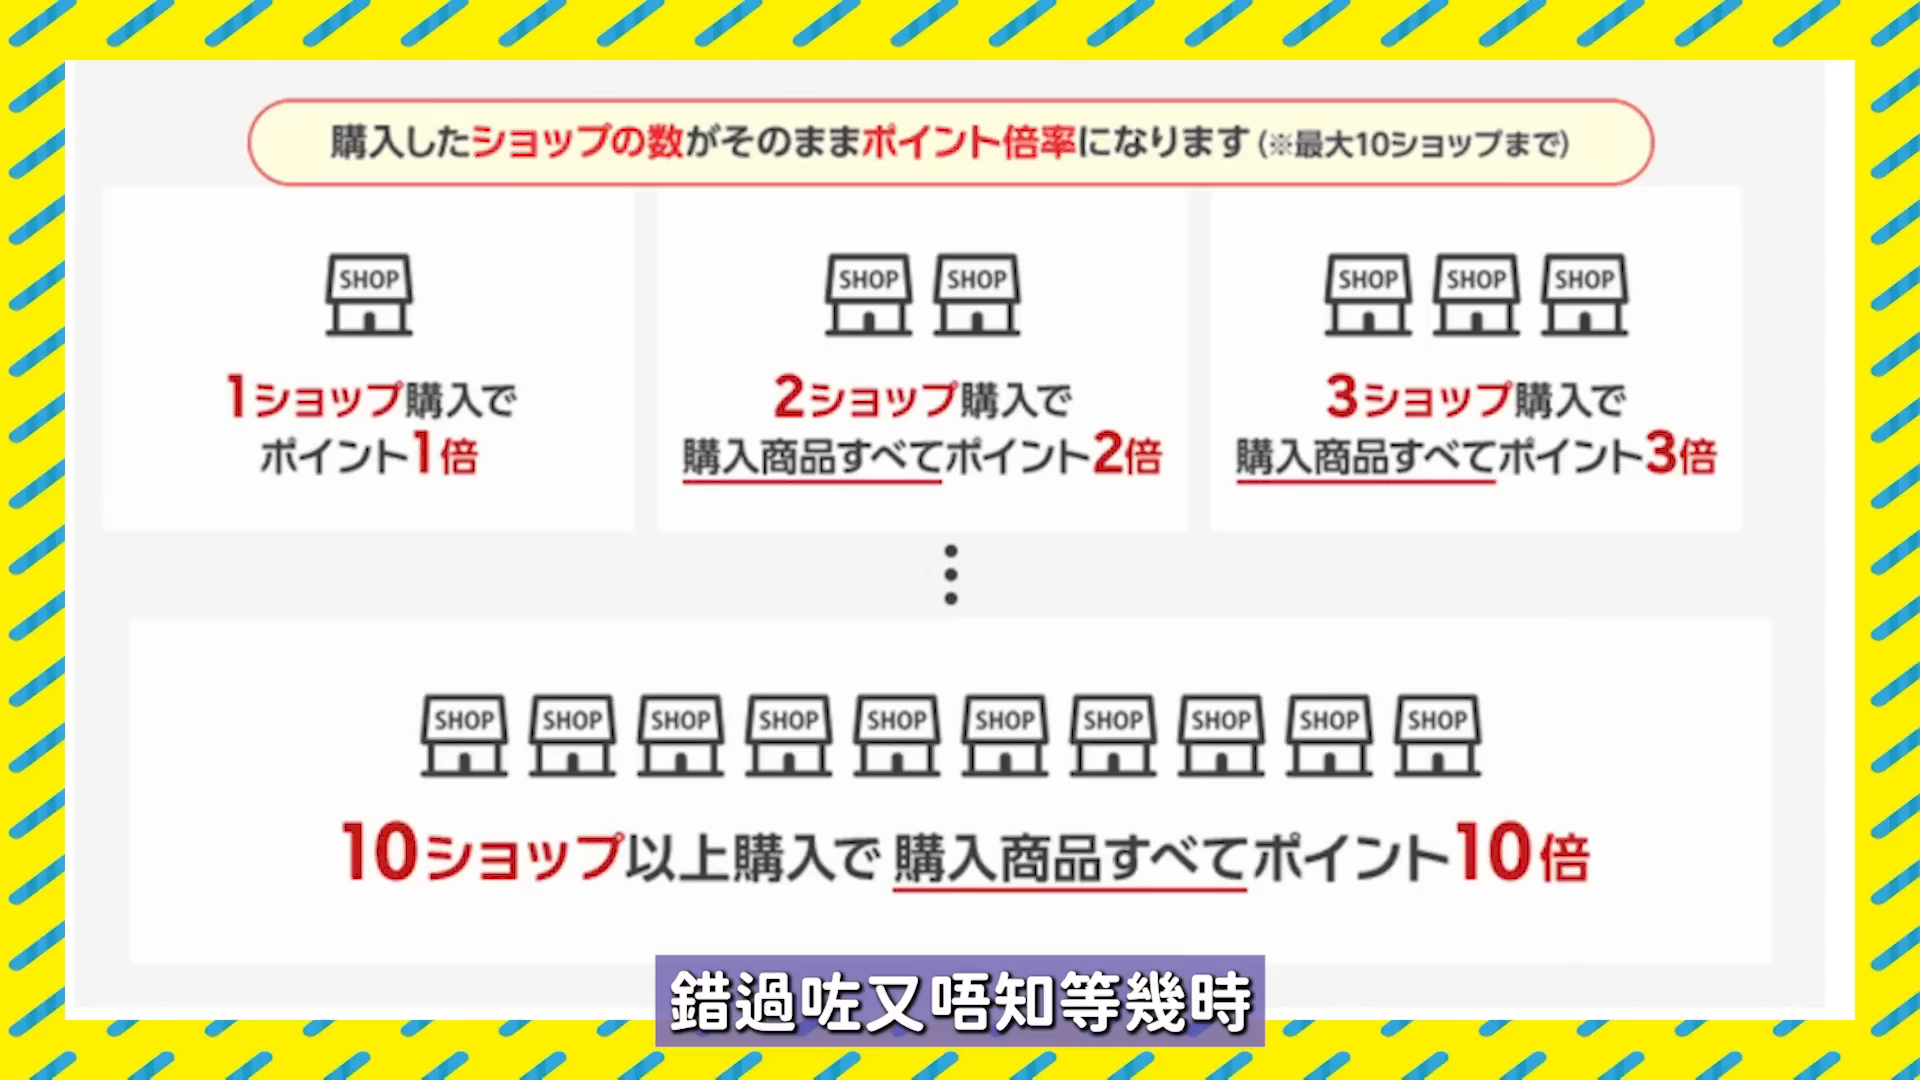 購入したショップの数がそのままポイント倍率になります(※最大10ショップまで)
SHOP
1ショップ購入で
ポイント1倍
SHOP SHOP
2ショップ購入で
購入商品すべてポイント2倍
SHOP SHOP SHOP
3ショップ購入で
購入商品すべてポイント3倍
SHOP SHOP SHOP SHOP SHOP SHOP SHOP SHOP SHOP SHOP
10ショップ以上購入で購入商品すべてポイント10倍
錯過咗又唔知等幾時